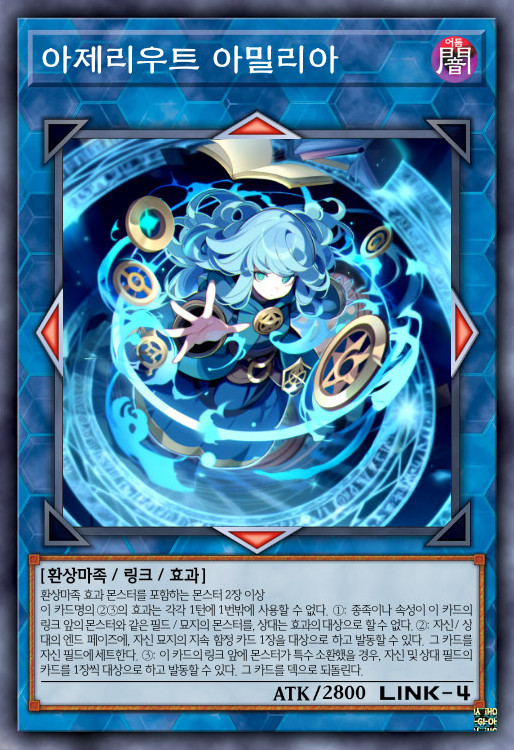 아제리우트 아밀리아
어둠
闇
[환상마족 / 링크 / 효과]
환상마족 효과 몬스터를 포함하는 몬스터 2장 이상
이 카드명의 ②③의 효과는 각각 1턴에 1번밖에 사용할 수 없다. ①: 종족이나 속성이 이 카드의
링크 앞의 몬스터와 같은 필드 / 묘지의 몬스터를, 상대는 효과의 대상으로 할 수 없다. ②: 자신 / 상
대의 엔드 페이즈에, 자신 묘지의 지속 함정 카드 1장을 대상으로 하고 발동할 수 있다. 그 카드를
자신 필드에 세트한다. ③: 이 카드의 링크 앞에 몬스터가 특수 소환했을 경우, 자신 및 상대 필드의
카드를 1장씩 대상으로 하고 발동할 수 있다. 그 카드를 덱으로 되돌린다.
ATK/2800 LINK-4